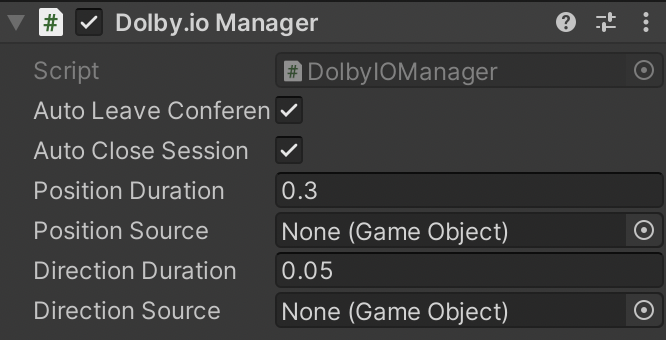 Dolby.io Manager
Script
DolbyIOManager
Auto Leave Conferen
Auto Close Session
Position Duration
0.3
Position Source
None (Game Object)
Direction Duration
0.05
Direction Source
None (Game Object)